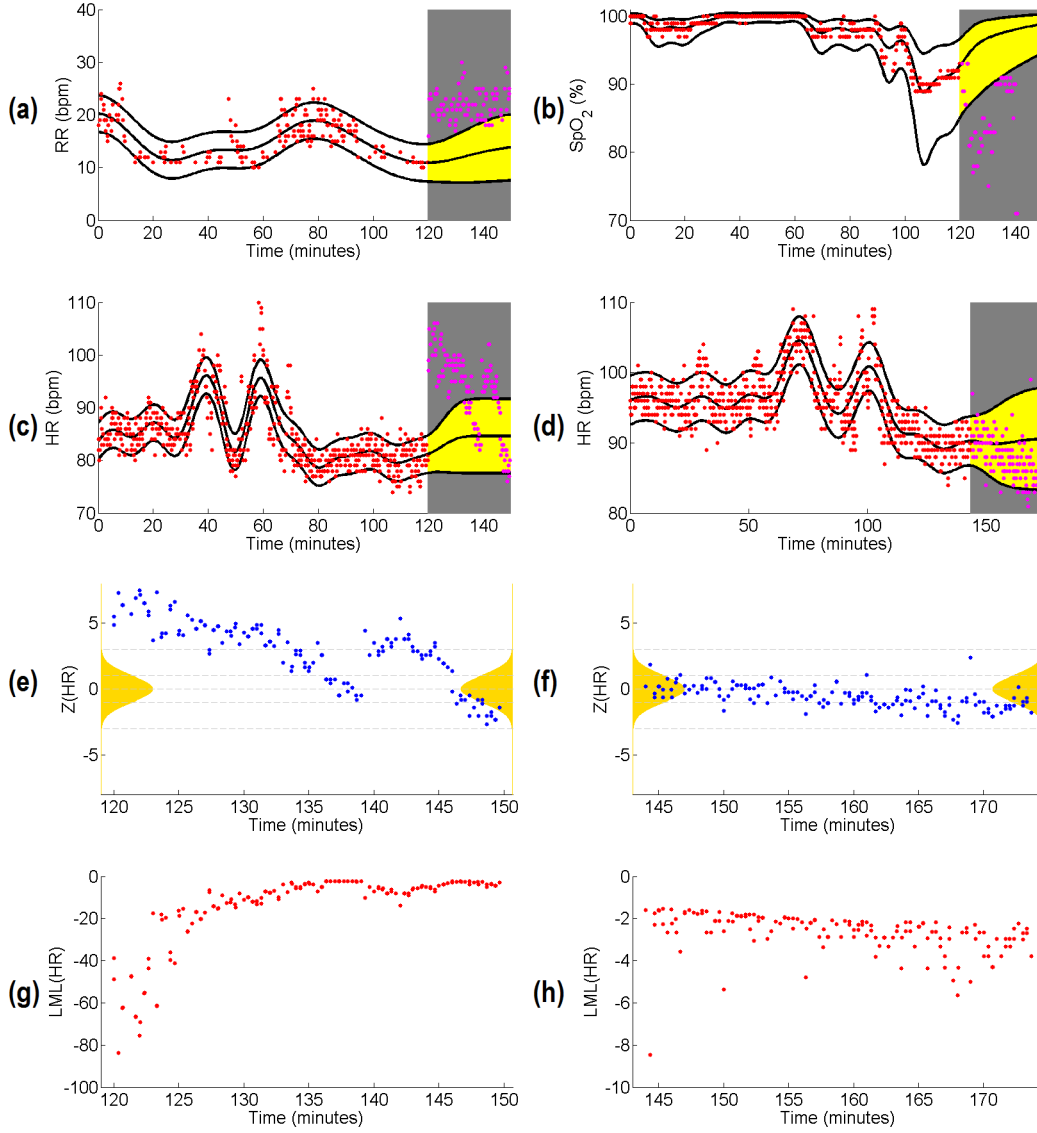 (a)
RR (bpm)
40
30
20
10
0
0 20 40 60 80 100 120 140
Time (minutes)
(b)
SpO2 (%)
100
90
80
70
0 20 40 60 80 100 120 140
Time (minutes)
(c)
HR (bpm)
110
100
90
80
70
0 20 40 60 80 100 120 140
Time (minutes)
(d)
HR (bpm)
110
100
90
80
0 50 100 150
Time (minutes)
(e)
Z(HR)
5
0
-5
120 125 130 135 140 145 150
Time (minutes)
(f)
Z(HR)
5
0
-5
145 150 155 160 165 170
Time (minutes)
(g)
LML(HR)
0
-20
-40
-60
-80
-100
120 125 130 135 140 145 150
Time (minutes)
(h)
LML(HR)
0
-2
-4
-6
-8
-10
145 150 155 160 165 170
Time (minutes)